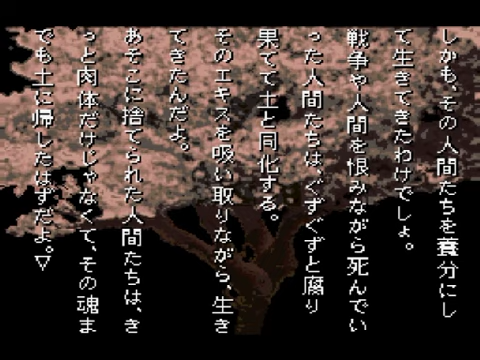 しかも、その人間たちを養分にし
て生きてきたわけでしょ。
戦争や人間を恨みながら死んでい
った人間たちは、ぐずぐずと腐り
果てて土と同化する。
そのエキスを吸い取りながら、生き
てきたんだよ。
あそこに捨てられた人間たちは、き
っと肉体だけじゃなくて、その魂ま
でも土に帰したはずだよ。▽